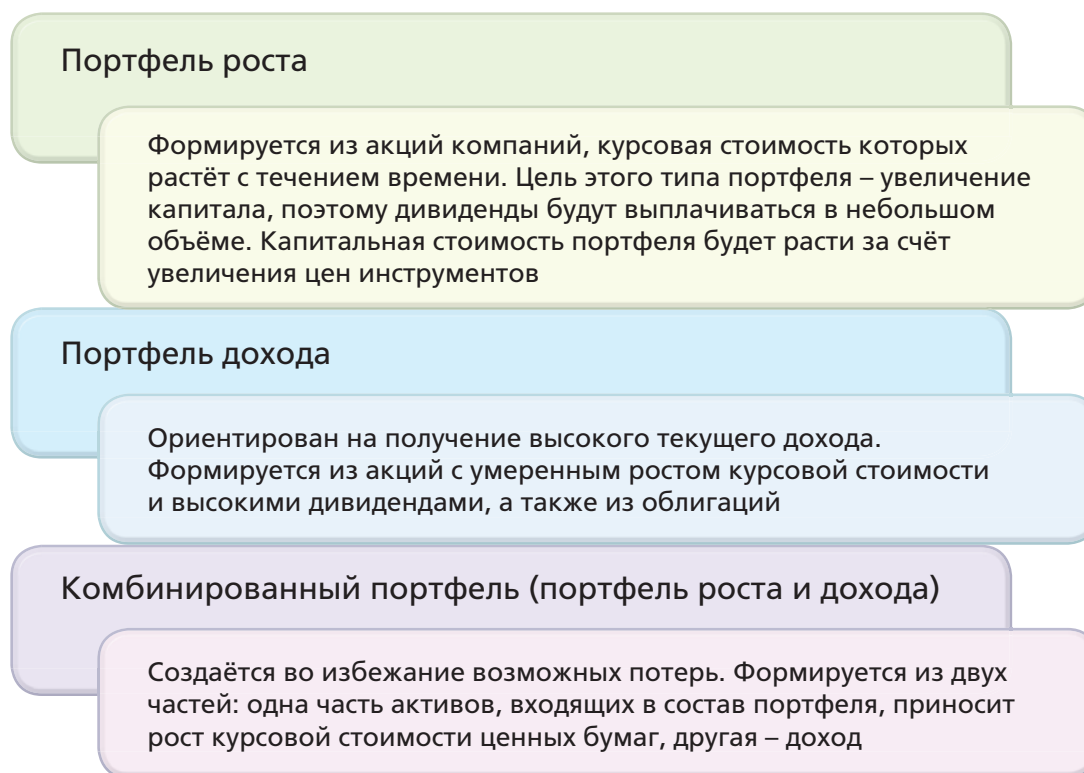 Портфель роста
Формируется из акций компаний, курсовая стоимость которых
растёт с течением времени. Цель этого типа портфеля – увеличение
капитала, поэтому дивиденды будут выплачиваться в небольшом
объёме. Капитальная стоимость портфеля будет расти за счёт
увеличения цен инструментов
Портфель дохода
Ориентирован на получение высокого текущего дохода.
Формируется из акций с умеренным ростом курсовой стоимости
и высокими дивидендами, а также из облигаций
Комбинированный портфель (портфель роста и дохода)
Создаётся во избежание возможных потерь. Формируется из двух
частей: одна часть активов, входящих в состав портфеля, приносит
рост курсовой стоимости ценных бумаг, другая – доход